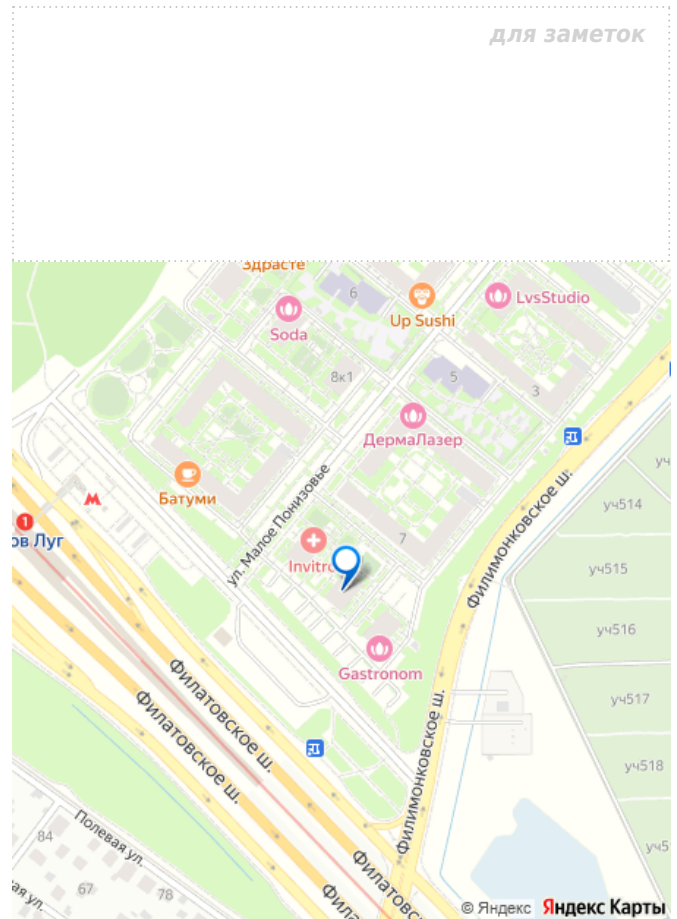 для заметок
Здрасте
6
LvsStudio
Up Sushi
Soda
8к1
5
3
ДермаЛазер
Батуми
ул. Малое Понизовье
уч514
1
ов Луг
7
Филимонковское ш.
Invitro
уч515
уч516
Gastronom
Филатовское ш.
Филатовское ш.
Филимонковское ш.
уч517
уч518
84
Полевая ул.
67
78
© Яндекс Яндекс Карты